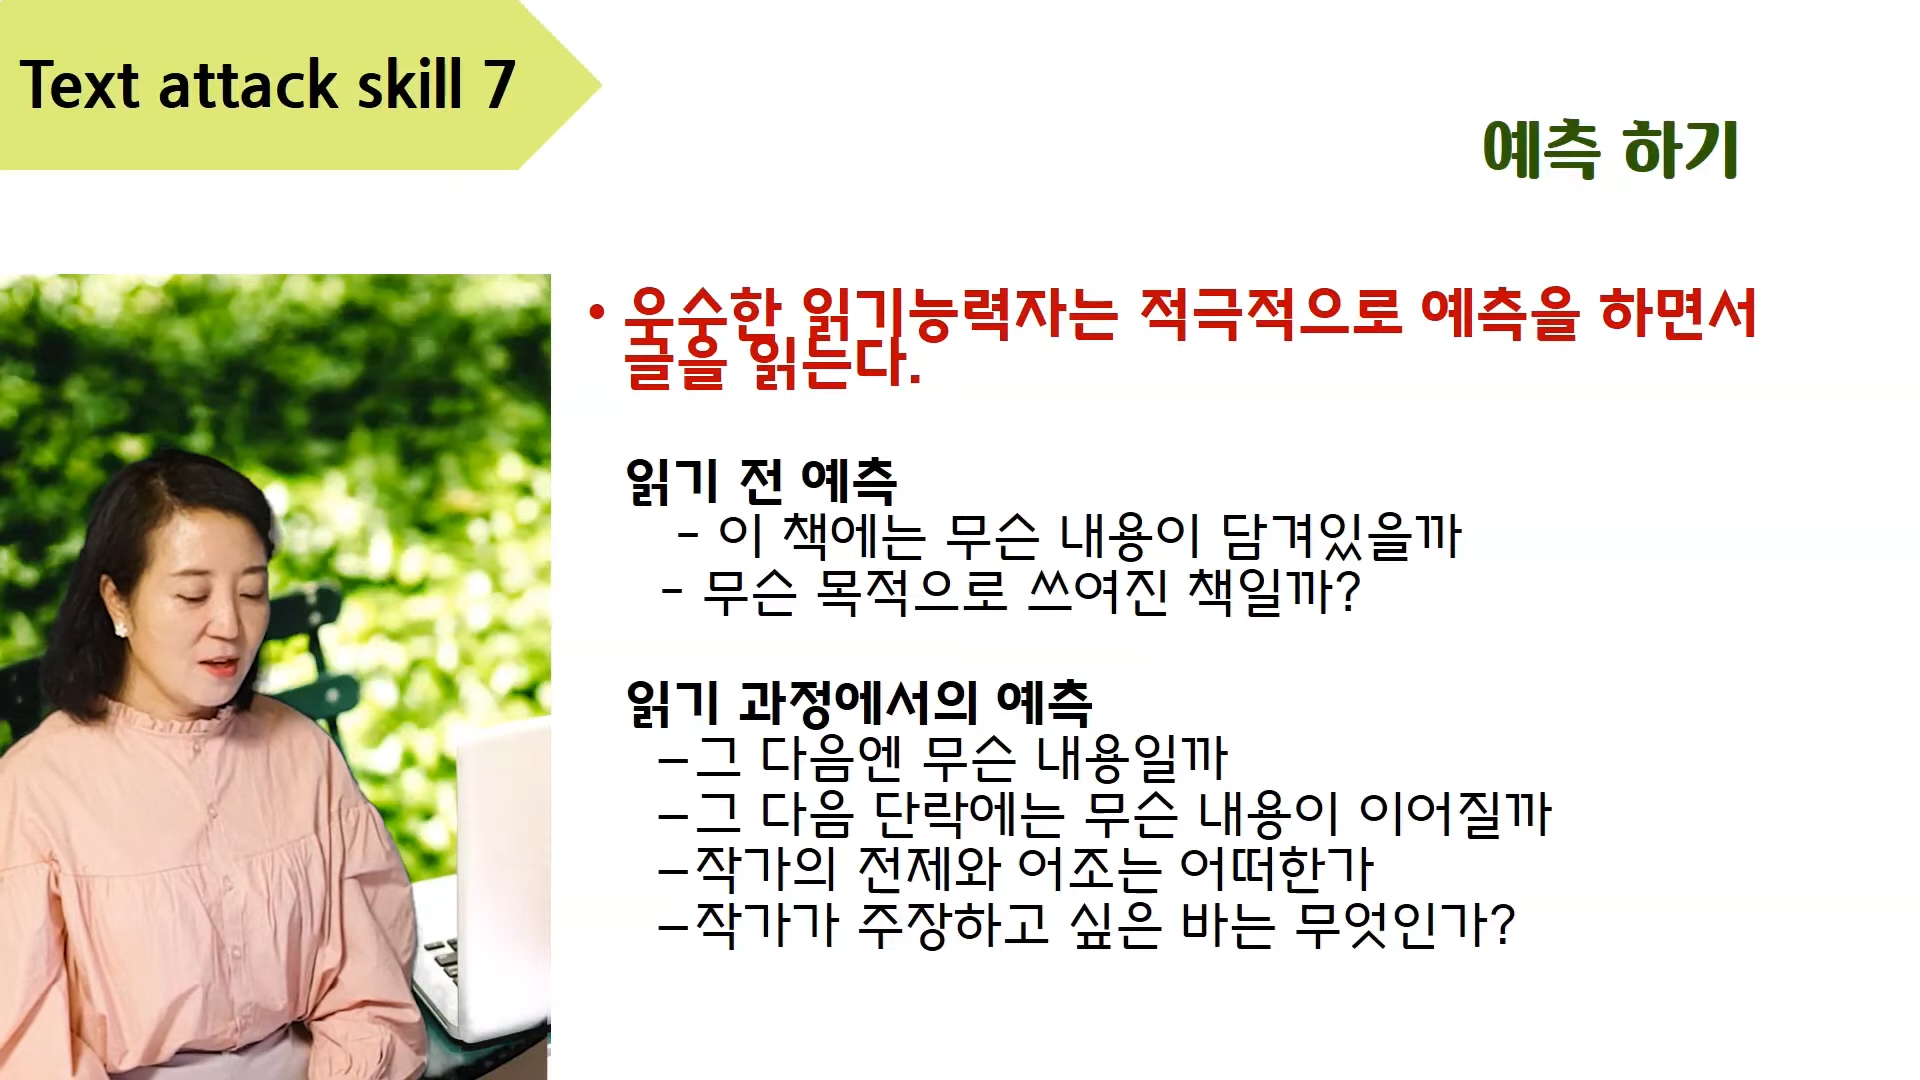 Text attack skill 7
예측 하기
• 웃숭한 읽기능력자는 적극적으로 예측을 하면서
글을 읽는다.
읽기 전 예측
- 이 책에는 무슨 내용이 담겨있을까
- 무슨 목적으로 쓰여진 책일까?
읽기 과정에서의 예측
–그 다음엔 무슨 내용일까
–그 다음 단락에는 무슨 내용이 이어질까
–작가의 전제와 어조는 어떠한가
–작가가 주장하고 싶은 바는 무엇인가?